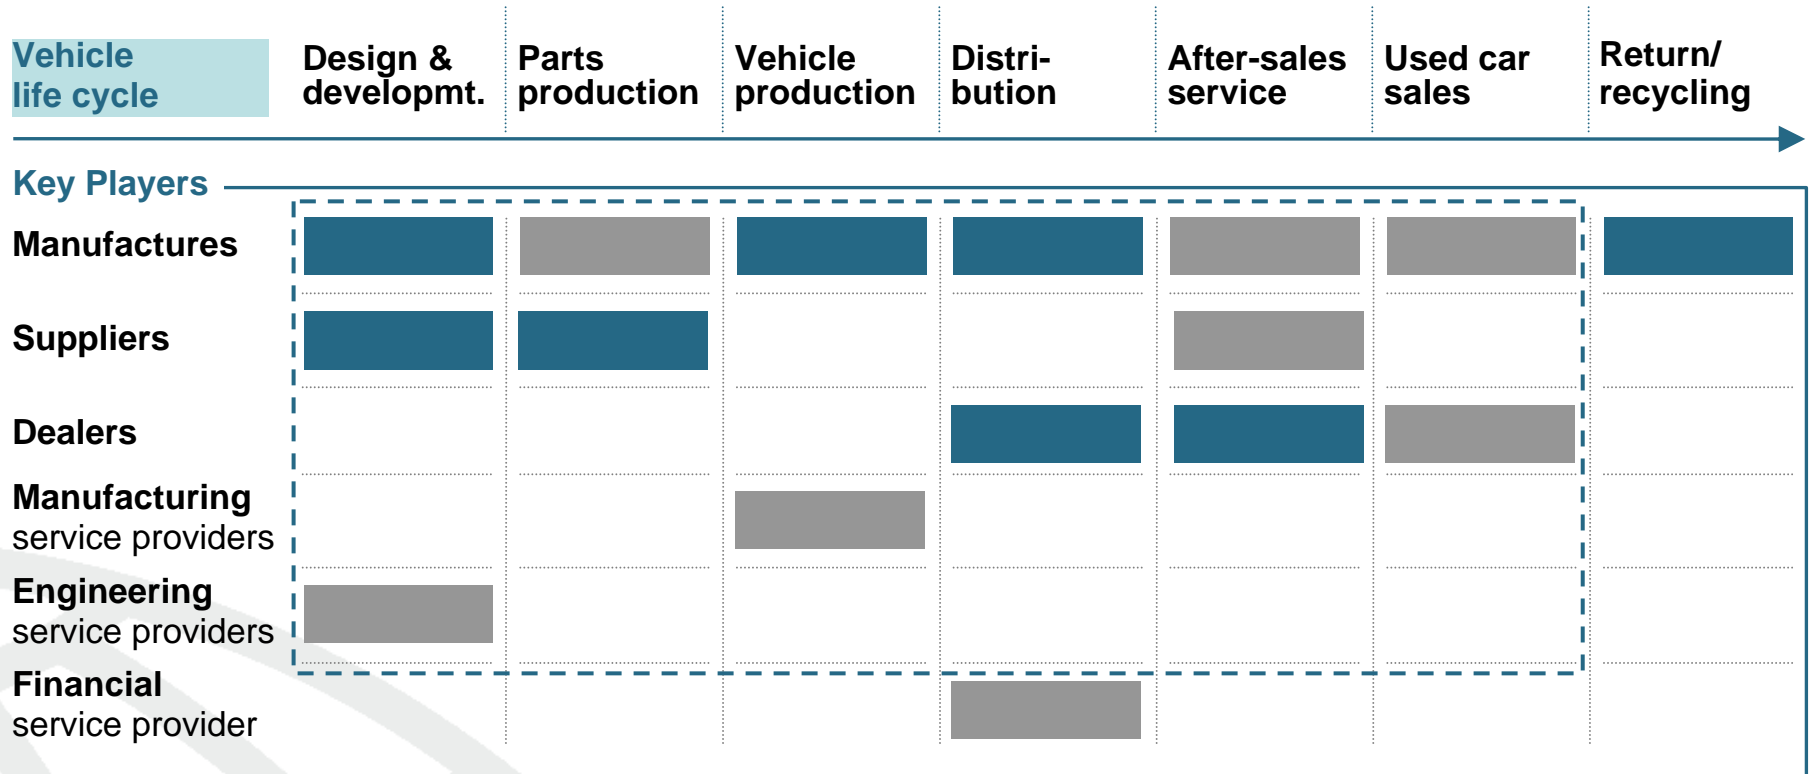 Vehicle
life cycle
Design &
developmt.
Parts
production
Vehicle
production
Distri-
bution
After-sales
service
Used car
sales
Return/
recycling
Key Players
Manufactures
Suppliers
Dealers
Manufacturing
service providers
Engineering
service providers
Financial
service provider